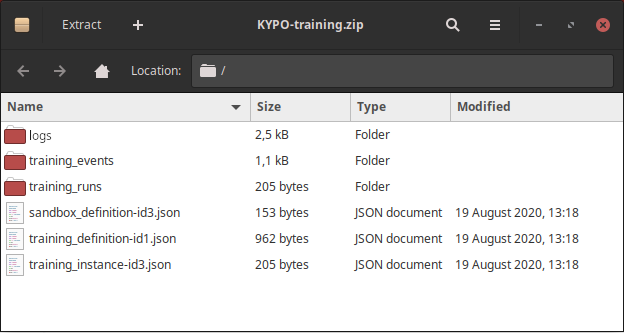 Extract KYPO-training.zip
Location: /
Name Size Type Modified
logs 2,5 kB Folder
training_events 1,1 kB Folder
training_runs 205 bytes Folder
sandbox_definition-id3.json 153 bytes JSON document 19 August 2020, 13:18
training_definition-id1.json 962 bytes JSON document 19 August 2020, 13:18
training_instance-id3.json 205 bytes JSON document 19 August 2020, 13:18